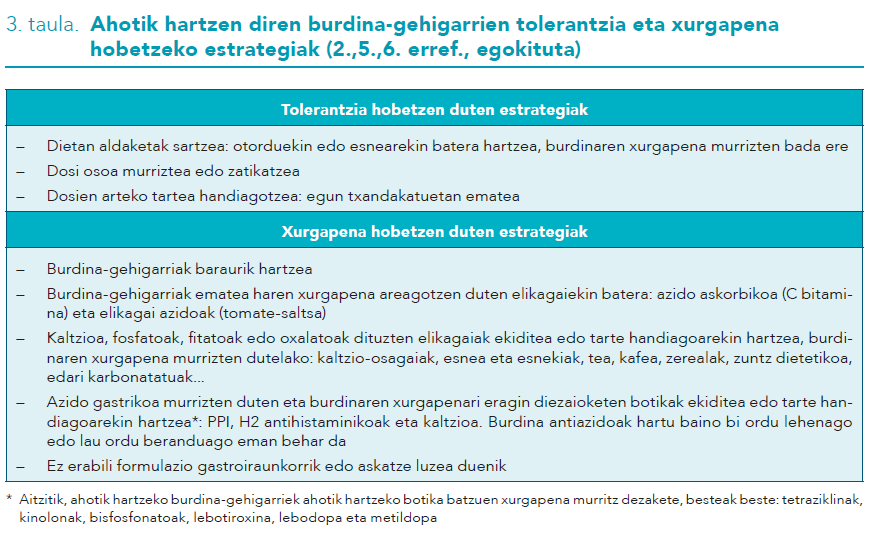 3. taula. Ahotik hartzen diren burdina-gehigarrien tolerantzia eta xurgapena
hobetzeko estrategiak (2.,5.,6. erref., egokituta)
Tolerantzia hobetzen duten estrategiak
– Dietan aldaketak sartzea: otorduekin edo esnearekin batera hartzea, burdinaren xurgapena murrizten bada ere
– Dosi osoa murriztea edo zatikatzea
– Dosien arteko tartea handiagotzea: egun txandakatuetan ematea
Xurgapena hobetzen duten estrategiak
– Burdina-gehigarriak baraurik hartzea
– Burdina-gehigarriak ematea haren xurgapena areagotzen duten elikagaiekin batera: azido askorbikoa (C bitami-
na) eta elikagai azidoak (tomate-saltsa)
– Kaltzioa, fosfatoak, fitatoak edo oxalatoak dituzten elikagaiak ekiditea edo tarte handiagoarekin hartzea, burdi-
naren xurgapena murrizten dutelako: kaltzio-osagaiak, esnea eta esnekiak, tea, kafea, zerealak, zuntz dietetikoa,
edari karbonatatuak...
– Azido gastrikoa murrizten duten eta burdinaren xurgapenari eragin diezaioketen botikak ekiditea edo tarte han-
diagoarekin hartzea*: PPI, H2 antihistaminikoak eta kaltzioa. Burdina antiazidoak hartu baino bi ordu lehenago
edo lau ordu beranduago eman behar da
– Ez erabili formulazio gastroiraunkorrik edo askatze luzea duenik
* Aitzitik, ahotik hartzeko burdina-gehigarriek ahotik hartzeko botika batzuen xurgapena murritz dezakete, besteak beste: tetraziklinak,
kinolonak, bisfosfonatoak, lebotiroxina, lebodopa eta metildopa